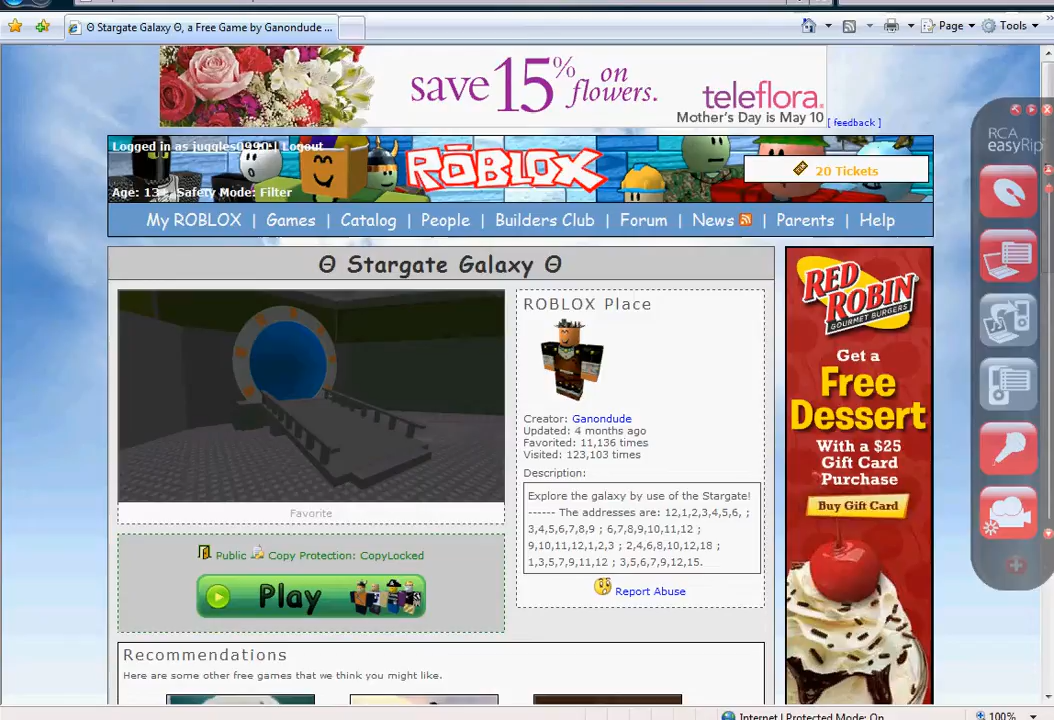 Θ Stargate Galaxy Θ, a Free Game by Ganondude ...
Page
Tools
save 15% on flowers.
teleflora.
Mother's Day is May 10
[ feedback ]
Logged in as juggles0990 | Logout
ROBLOX
20 Tickets
Age: 13+, Safety Mode: Filter
My ROBLOX | Games | Catalog | People | Builders Club | Forum | News | Parents | Help
Θ Stargate Galaxy Θ
ROBLOX Place
Creator: Ganondude
Updated: 4 months ago
Favorited: 11,136 times
Visited: 123,103 times
Description:
Explore the galaxy by use of the Stargate!
------ The addresses are: 12,1,2,3,4,5,6, ;
3,4,5,6,7,8,9 ; 6,7,8,9,10,11,12 ;
9,10,11,12,1,2,3 ; 2,4,6,8,10,12,18 ;
1,3,5,7,9,11,12 ; 3,5,6,7,9,12,15.
Report Abuse
Favorite
Public Copy Protection: CopyLocked
Play
Recommendations
Here are some other free games that we think you might like.
RED ROBIN
GOURMET BURGERS
Get a
Free
Dessert
With a $25
Gift Card
Purchase
Buy Gift Card
RCA
easyRip
Internet | Protected Mode: On
100%